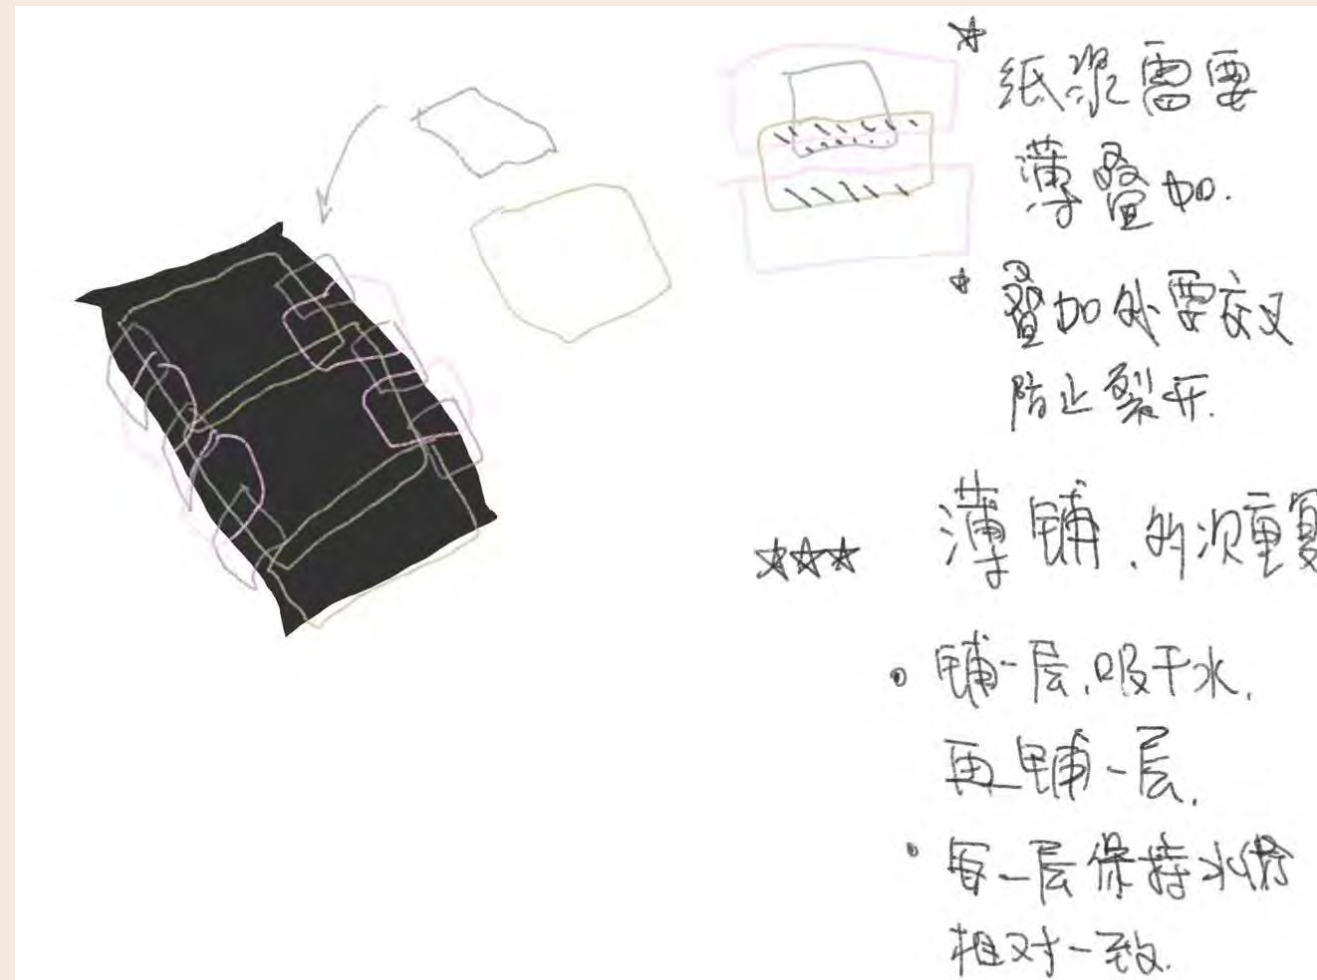 纸浆需要
薄叠加.
叠加处要交叉
防止裂开.
薄铺,多次重复
铺一层,吸干水,
再铺一层.
每一层保持水份
相对一致.